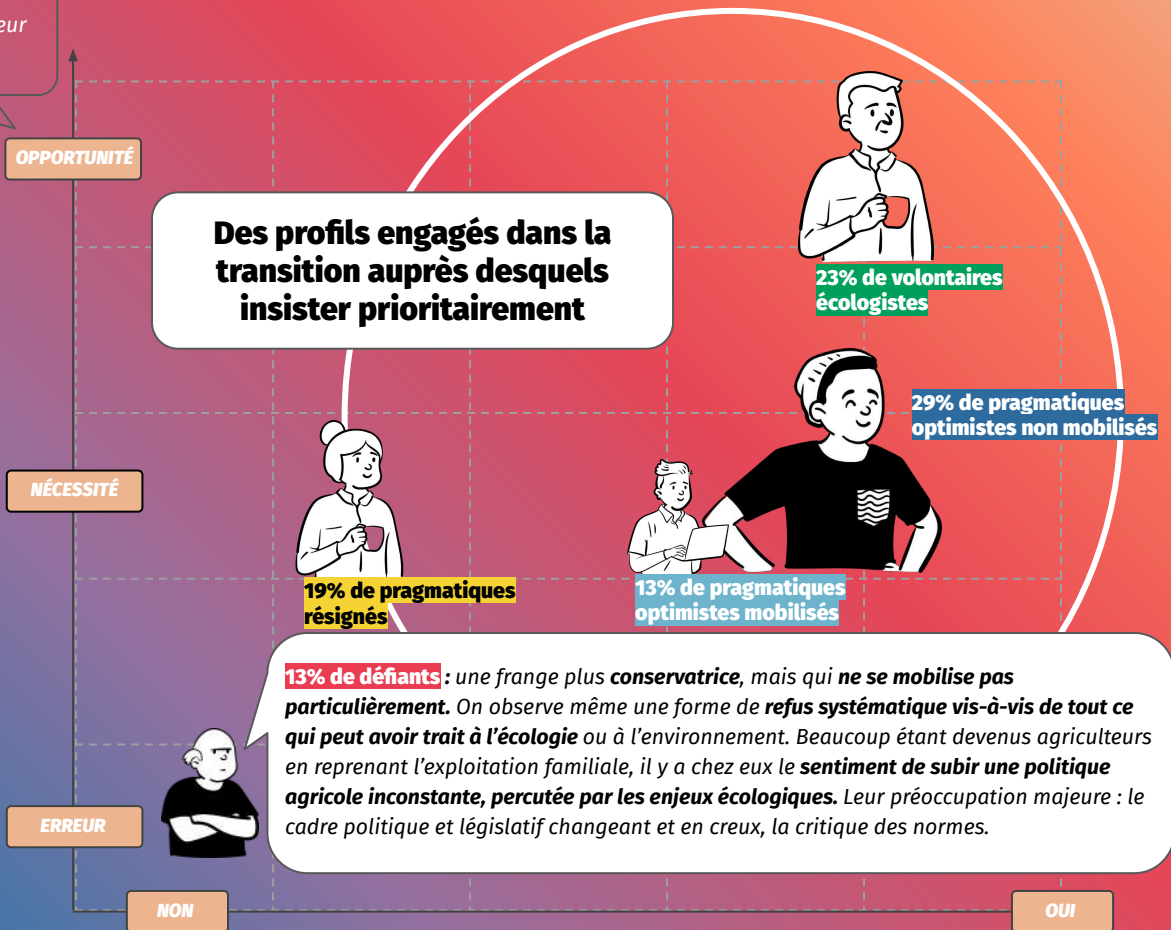 eur
OPPORTUNITÉ
Des profils engagés dans la
transition auprès desquels
insister prioritairement
23% de volontaires
écologistes
29% de pragmatiques
optimistes non mobilisés
NÉCESSITÉ
19% de pragmatiques
résignés
13% de pragmatiques
optimistes mobilisés
13% de défiants : une frange plus conservatrice, mais qui ne se mobilise pas
particulièrement. On observe même une forme de refus systématique vis-à-vis de tout ce
qui peut avoir trait à l’écologie ou à l’environnement. Beaucoup étant devenus agriculteurs
en reprenant l’exploitation familiale, il y a chez eux le sentiment de subir une politique
agricole inconstante, percutée par les enjeux écologiques. Leur préoccupation majeure : le
cadre politique et législatif changeant et en creux, la critique des normes.
ERREUR
NON
OUI